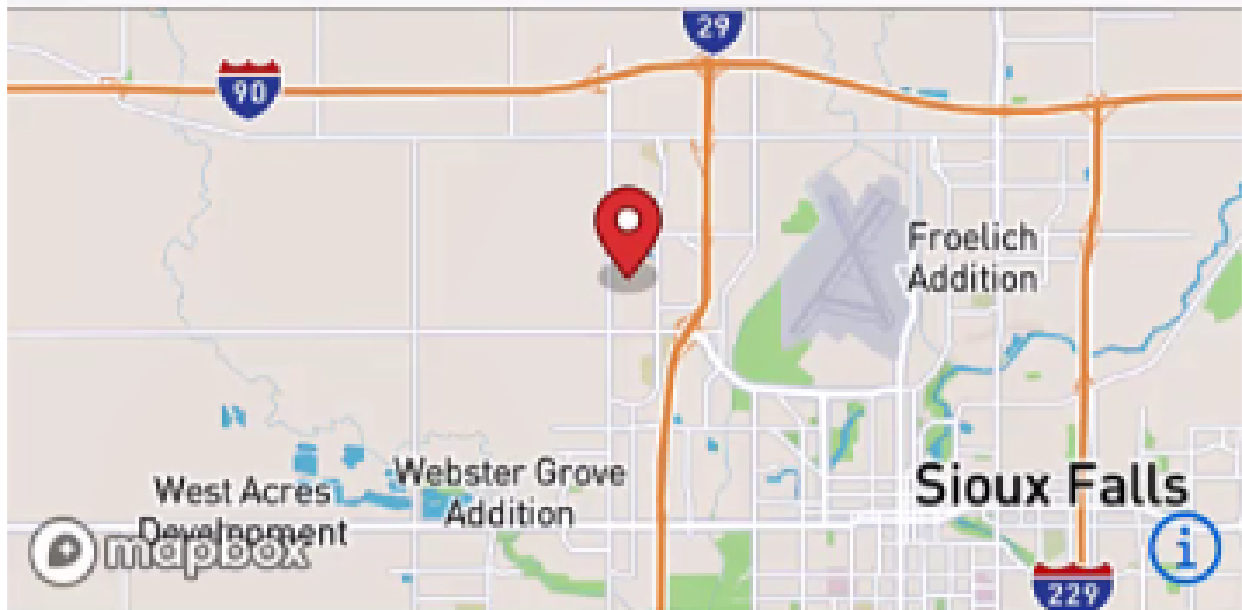 29
90
Froelich
Addition
Webster Grove
Addition
Sioux Falls
West Acres
Development
mapbox
i
229